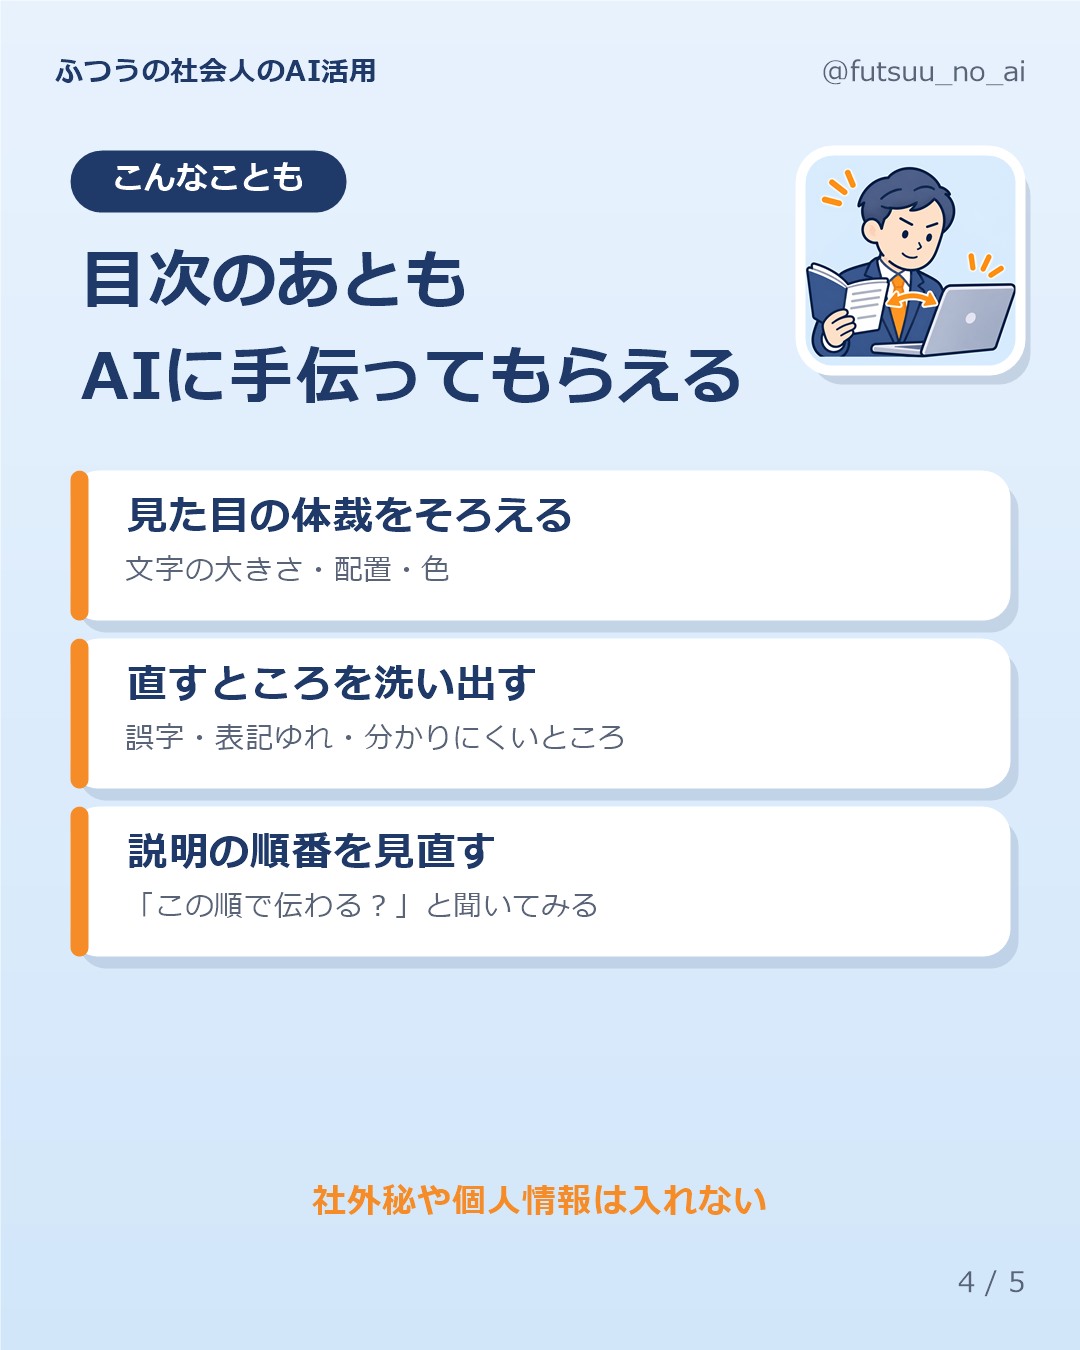 ふつうの社会人のAI活用
@futsuu_no_ai
こんなことも
目次のあとも
AIに手伝ってもらえる
見た目の体裁をそろえる
文字の大きさ・配置・色
直すところを洗い出す
誤字・表記ゆれ・分かりにくいところ
説明の順番を見直す
「この順で伝わる？」と聞いてみる
社外秘や個人情報は入れない
4 / 5